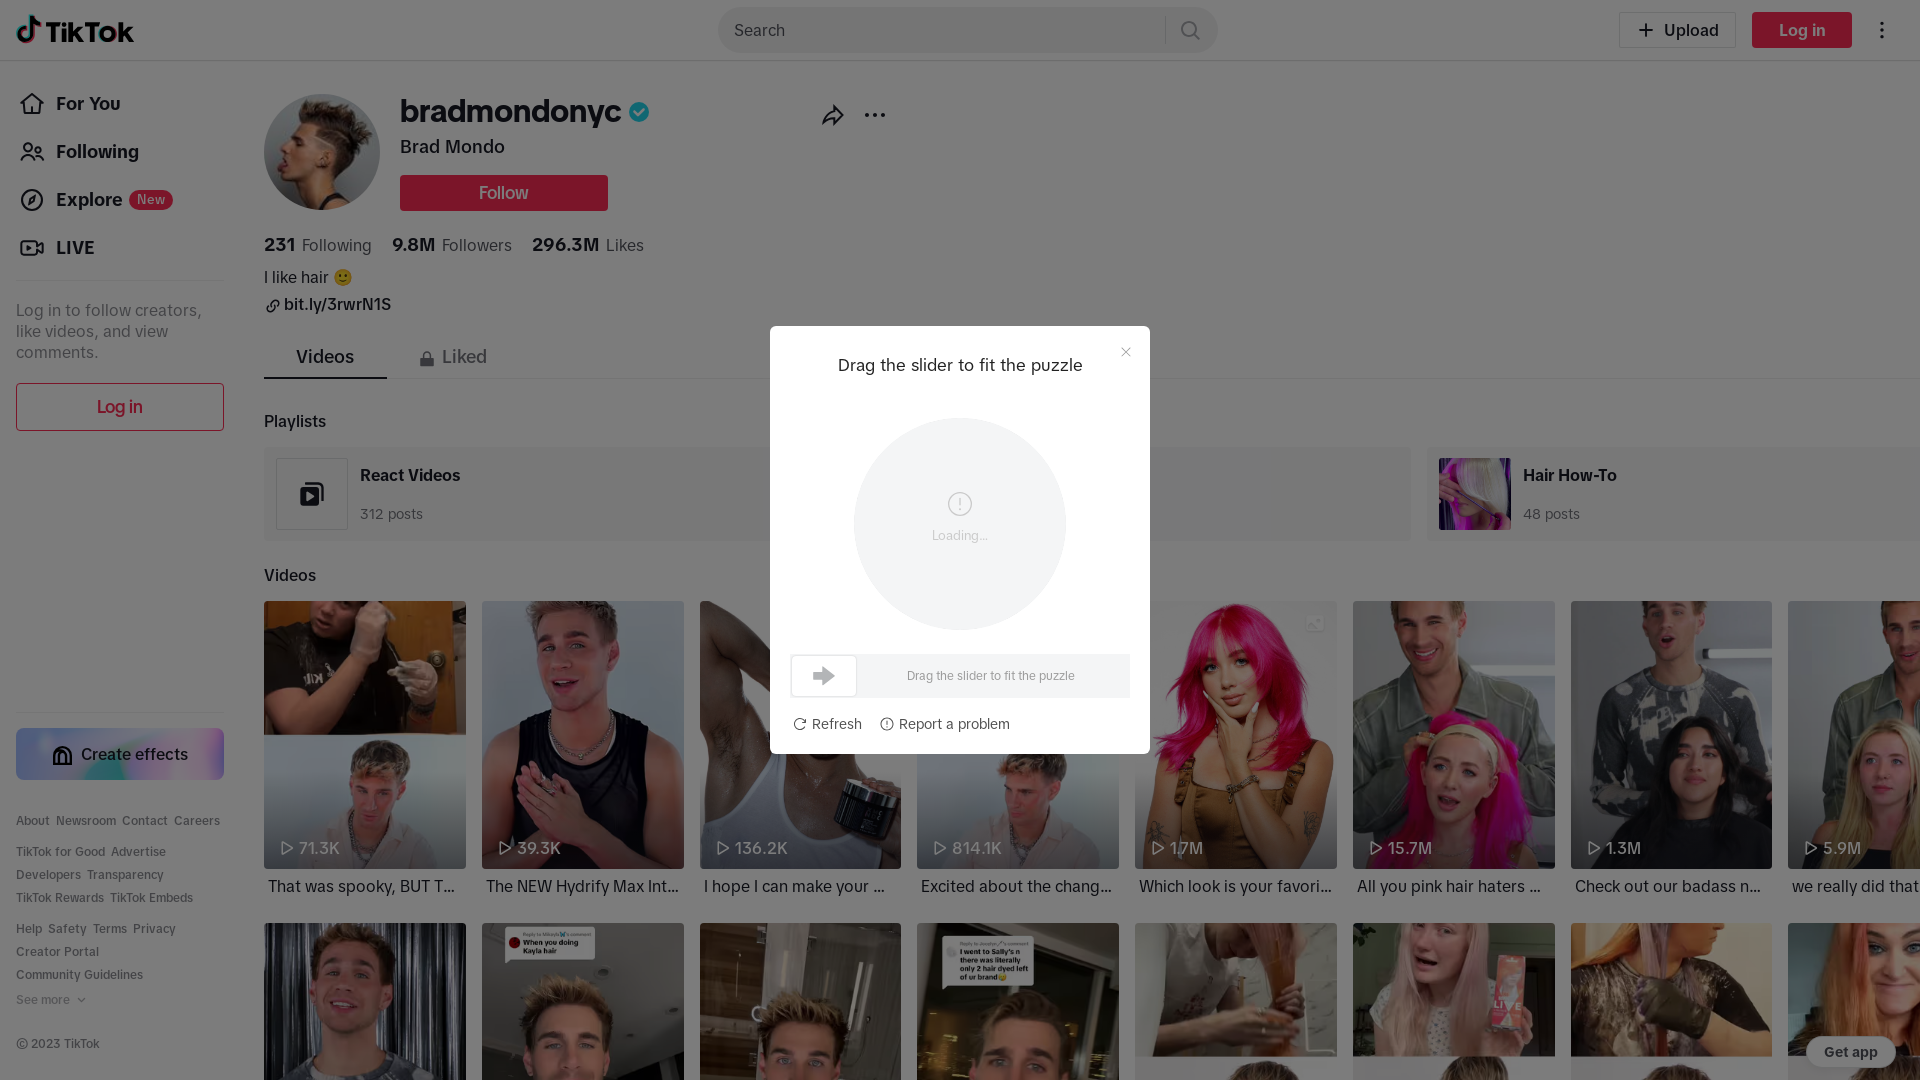 TikTok
Search
Upload
Log in
For You
Following
Explore New
LIVE
Log in to follow creators,
like videos, and view
comments.
Log in
Create effects
About Newsroom Contact Careers
TikTok for Good Advertise
Developers Transparency
TikTok Rewards TikTok Embeds
Help Safety Terms Privacy
Creator Portal
Community Guidelines
See more
© 2023 TikTok
bradmondonyc
Brad Mondo
Follow
231 Following 9.8M Followers 296.3M Likes
I like hair 🙂
bit.ly/3rwrN1S
Videos
Liked
Playlists
React Videos
312 posts
Hair How-To
48 posts
Videos
71.3K
39.3K
136.2K
814.1K
1.7M
15.7M
1.3M
5.9M
That was spooky, BUT T...
The NEW Hydrify Max Int...
I hope I can make your ...
Excited about the chang...
Which look is your favori...
All you pink hair haters ...
Check out our badass n...
we really did that
When you doing
Kayla hair
I went to Sally's n
there was literally
only 2 hair dyed left
of ur brand
Get app
Drag the slider to fit the puzzle
Loading...
Drag the slider to fit the puzzle
Refresh
Report a problem